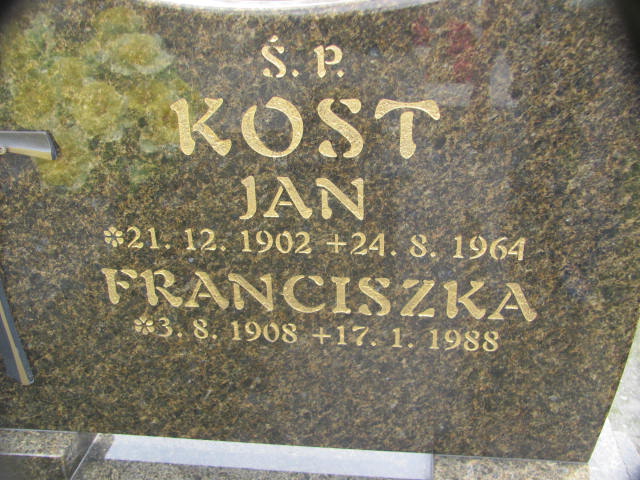 Ś. P.
KOST
JAN
*21. 12. 1902 +24. 8. 1964
FRANCISZKA
*3. 8. 1908 +17. 1. 1988